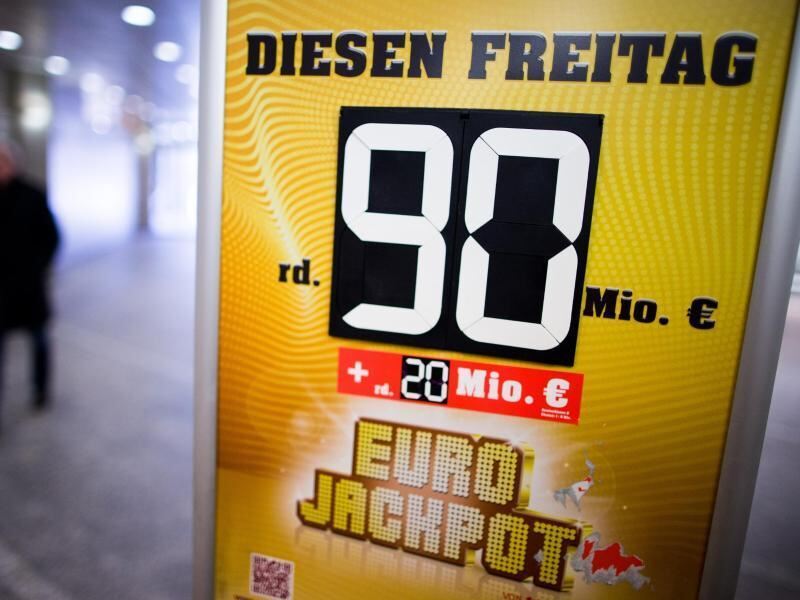 DIESEN FREITAG
rd. 90 Mio. €
+ rd. 20 Mio. €
EURO
JACKPOT